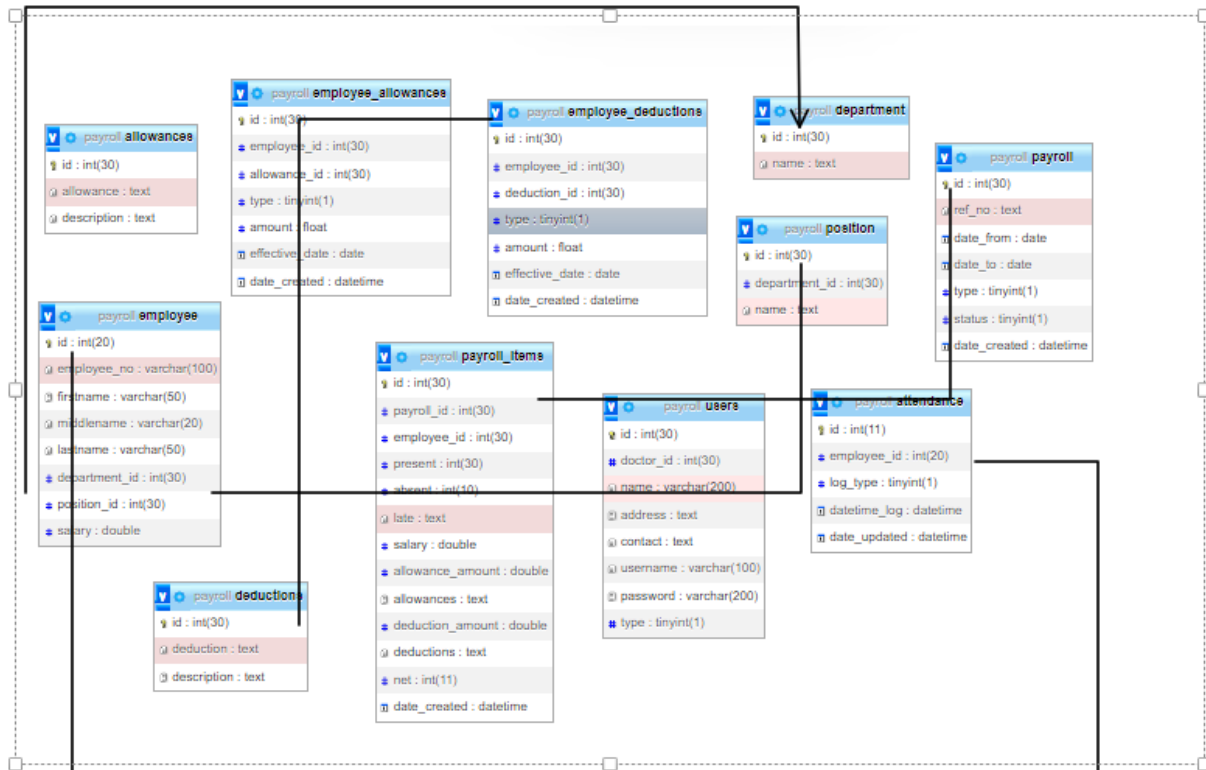 payroll allowances
id : int(30)
allowance : text
description : text
payroll employee_allowances
id : int(30)
employee_id : int(30)
allowance_id : int(30)
type : tinyint(1)
amount : float
effective_date : date
date_created : datetime
payroll employee_deductions
id : int(30)
employee_id : int(30)
deduction_id : int(30)
type : tinyint(1)
amount : float
effective_date : date
date_created : datetime
payroll department
id : int(30)
name : text
payroll payroll
id : int(30)
ref_no : text
date_from : date
date_to : date
type : tinyint(1)
status : tinyint(1)
date_created : datetime
payroll position
id : int(30)
department_id : int(30)
name : text
payroll employee
id : int(20)
employee_no : varchar(100)
firstname : varchar(50)
middlename : varchar(20)
lastname : varchar(50)
department_id : int(30)
position_id : int(30)
salary : double
payroll payroll_items
id : int(30)
payroll_id : int(30)
employee_id : int(30)
present : int(30)
absent : int(10)
late : text
salary : double
allowance_amount : double
allowances : text
deduction_amount : double
deductions : text
net : int(11)
date_created : datetime
payroll users
id : int(30)
doctor_id : int(30)
name : varchar(200)
address : text
contact : text
username : varchar(100)
password : varchar(200)
type : tinyint(1)
payroll attendance
id : int(11)
employee_id : int(20)
log_type : tinyint(1)
datetime_log : datetime
date_updated : datetime
payroll deductions
id : int(30)
deduction : text
description : text